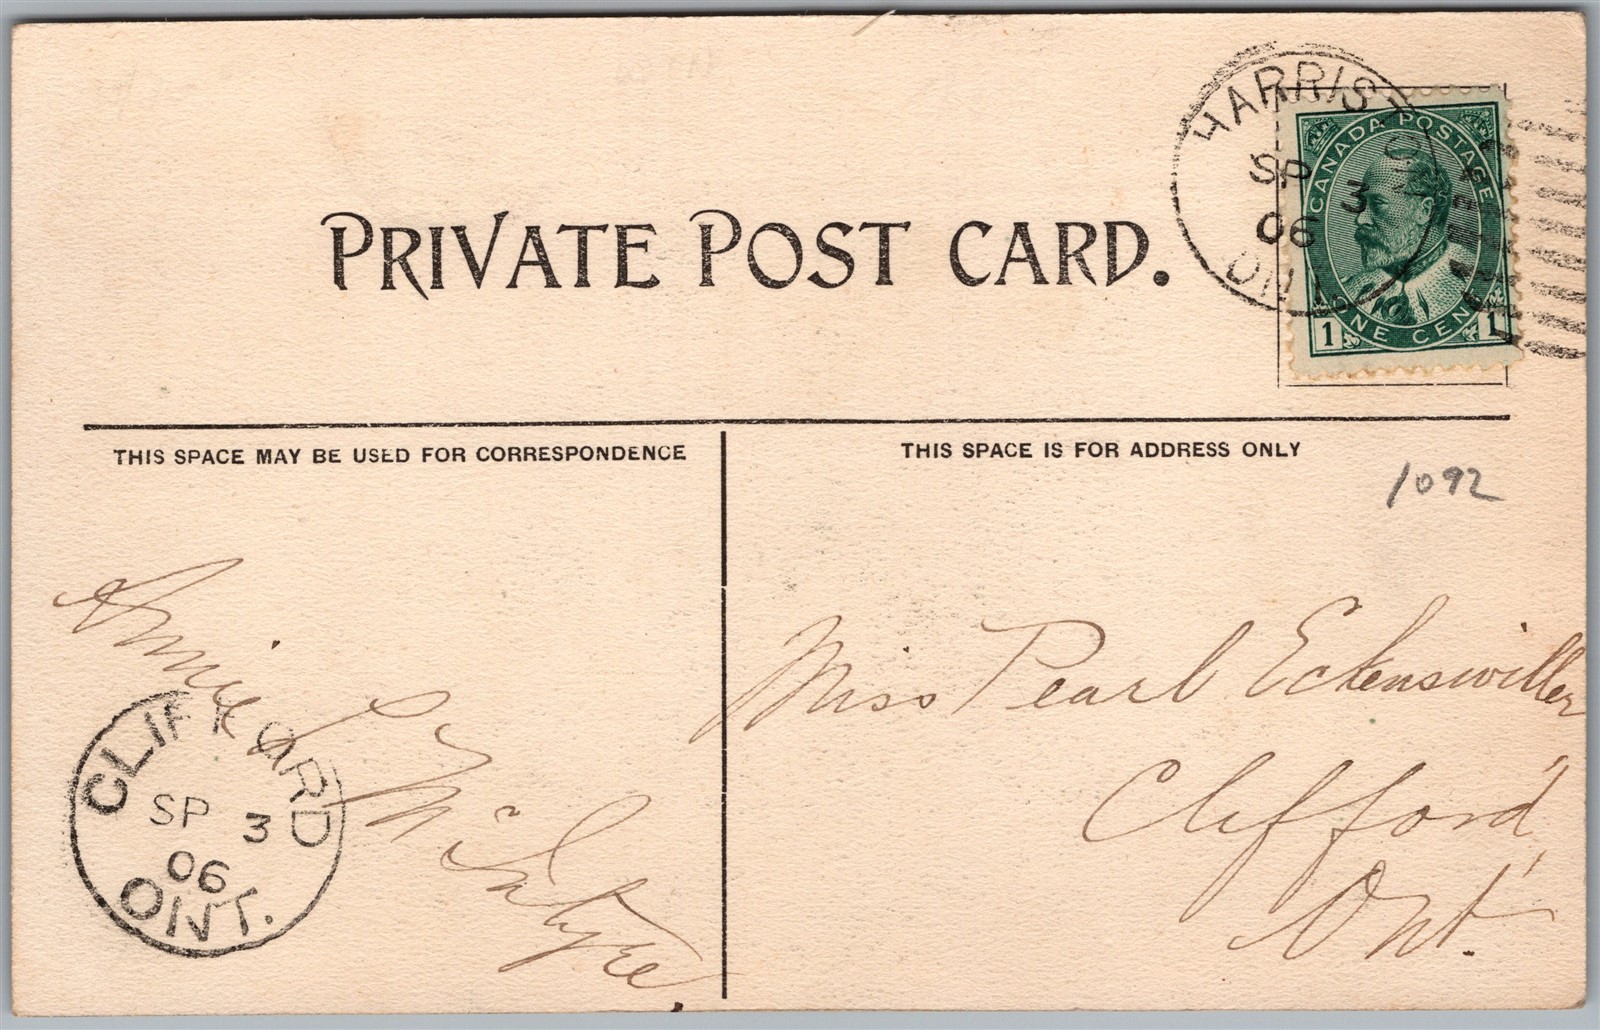 PRIVATE POST CARD.
HARRISTON
SP 3
06
ONT.
CANADA POSTAGE
1 ONE CENT 1
THIS SPACE MAY BE USED FOR CORRESPONDENCE
THIS SPACE IS FOR ADDRESS ONLY
1092
Annie
McIntyre.
CLIFFORD
SP 3
06
ONT.
Miss Pearl Eckenswiller
Clifford,
Ont.